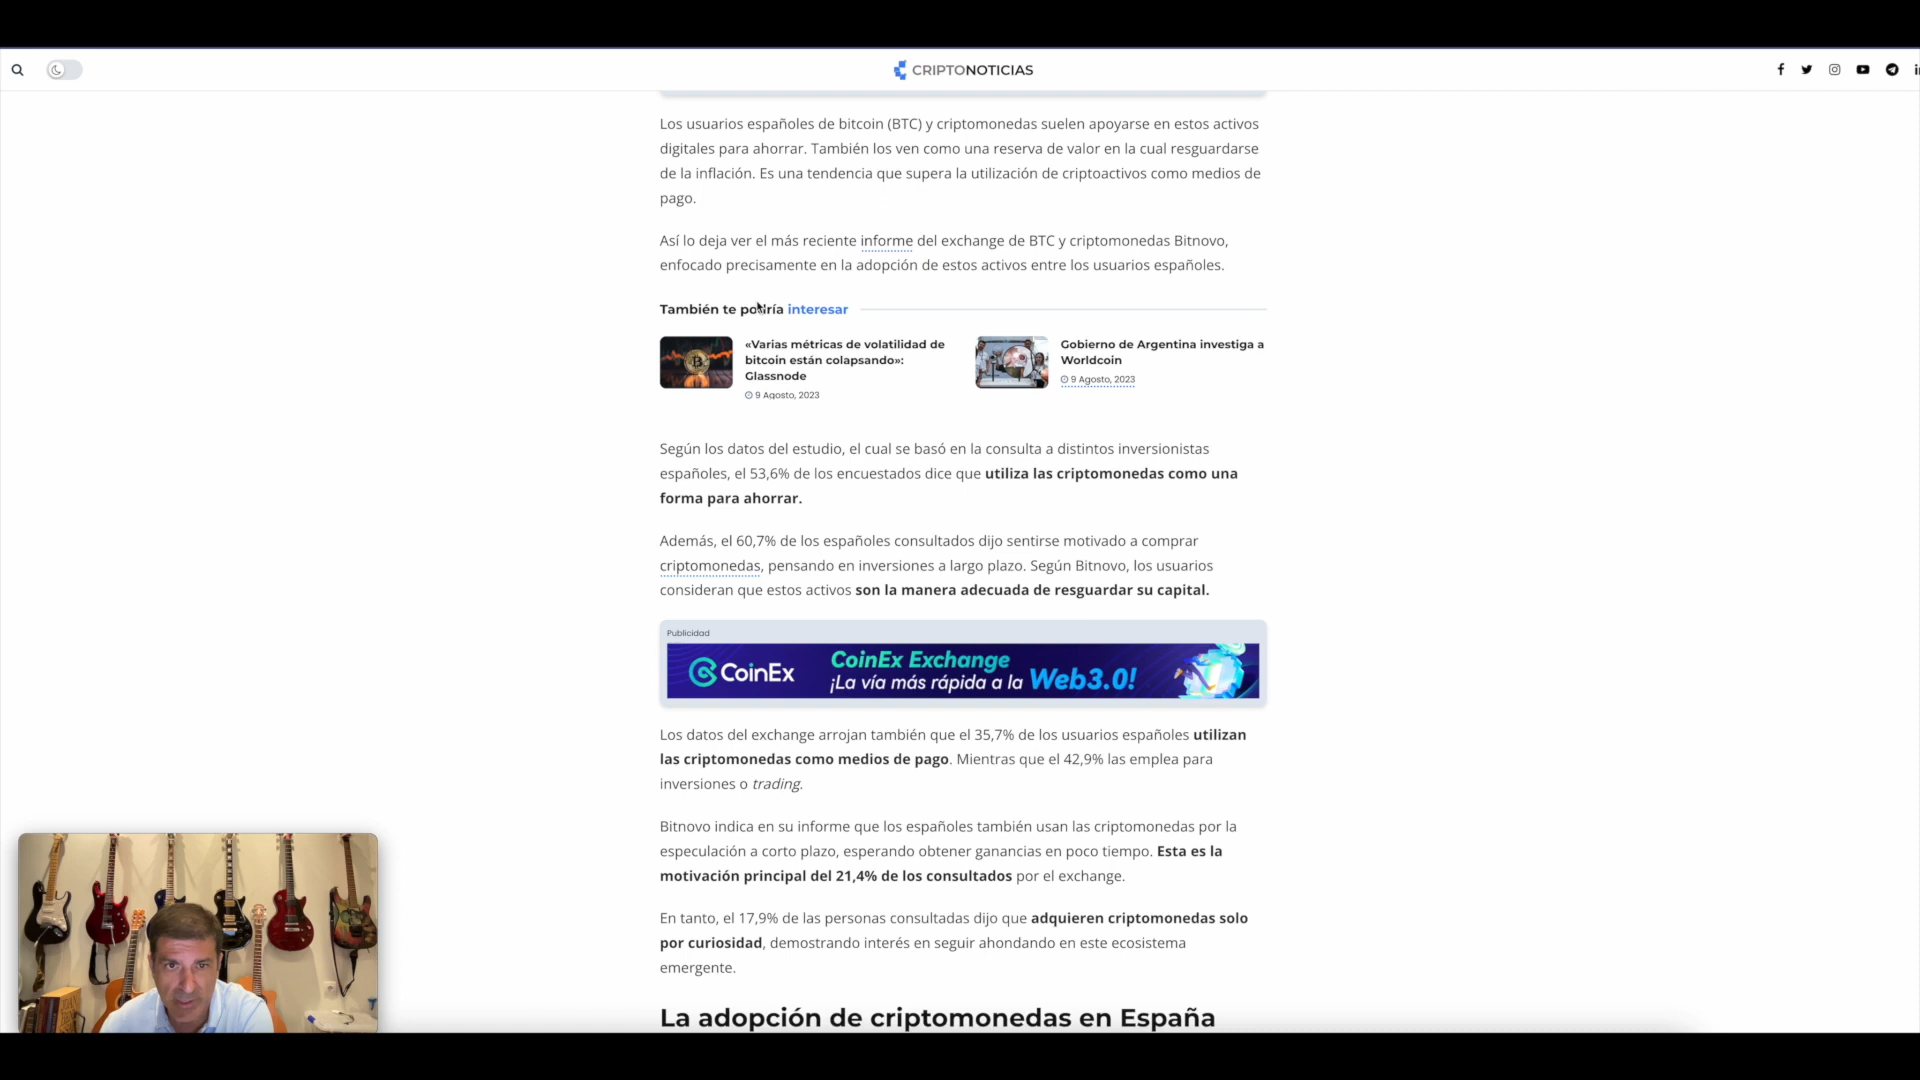 CRIPTONOTICIAS
Los usuarios españoles de bitcoin (BTC) y criptomonedas suelen apoyarse en estos activos
digitales para ahorrar. También los ven como una reserva de valor en la cual resguardarse
de la inflación. Es una tendencia que supera la utilización de criptoactivos como medios de
pago.
Así lo deja ver el más reciente informe del exchange de BTC y criptomonedas Bitnovo,
enfocado precisamente en la adopción de estos activos entre los usuarios españoles.
También te podría interesar
«Varias métricas de volatilidad de
bitcoin están colapsando»:
Glassnode
9 Agosto, 2023
Gobierno de Argentina investiga a
Worldcoin
9 Agosto, 2023
Según los datos del estudio, el cual se basó en la consulta a distintos inversionistas
españoles, el 53,6% de los encuestados dice que utiliza las criptomonedas como una
forma para ahorrar.
Además, el 60,7% de los españoles consultados dijo sentirse motivado a comprar
criptomonedas, pensando en inversiones a largo plazo. Según Bitnovo, los usuarios
consideran que estos activos son la manera adecuada de resguardar su capital.
Publicidad
CoinEx
CoinEx Exchange
¡La vía más rápida a la Web3.0!
Los datos del exchange arrojan también que el 35,7% de los usuarios españoles utilizan
las criptomonedas como medios de pago. Mientras que el 42,9% las emplea para
inversiones o trading.
Bitnovo indica en su informe que los españoles también usan las criptomonedas por la
especulación a corto plazo, esperando obtener ganancias en poco tiempo. Esta es la
motivación principal del 21,4% de los consultados por el exchange.
En tanto, el 17,9% de las personas consultadas dijo que adquieren criptomonedas solo
por curiosidad, demostrando interés en seguir ahondando en este ecosistema
emergente.
La adopción de criptomonedas en España